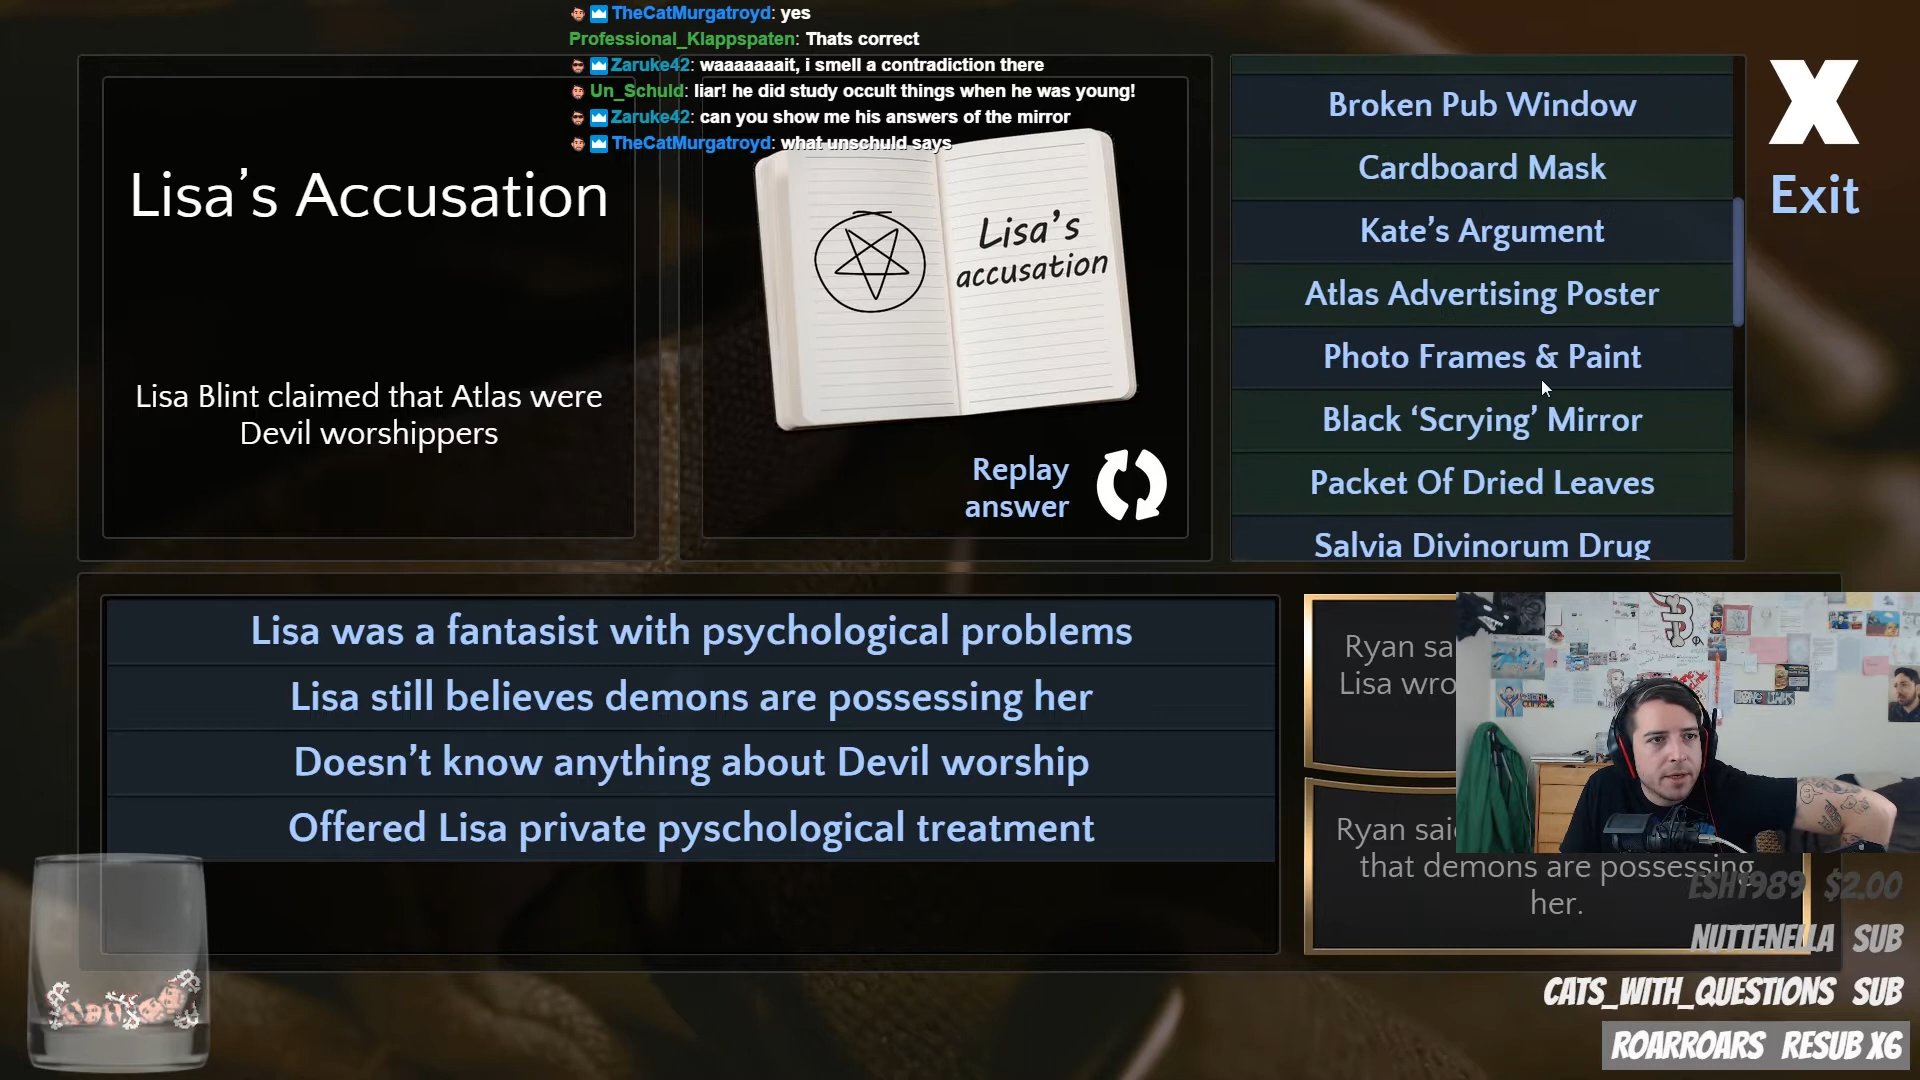 TheCatMurgatroyd: yes
Professional_Klappspaten: Thats correct
Zaruke42: waaaaaaait, i smell a contradiction there
Un_Schuld: liar! he did study occult things when he was young!
Zaruke42: can you show me his answers of the mirror
TheCatMurgatroyd: what unschuld says
Lisa's Accusation
Lisa Blint claimed that Atlas were
Devil worshippers
Lisa's
accusation
Replay
answer
Broken Pub Window
Cardboard Mask
Kate's Argument
Atlas Advertising Poster
Photo Frames & Paint
Black 'Scrying' Mirror
Packet Of Dried Leaves
Salvia Divinorum Drug
X
Exit
Lisa was a fantasist with psychological problems
Lisa still believes demons are possessing her
Doesn't know anything about Devil worship
Offered Lisa private pyschological treatment
Ryan sa
Lisa wro
Ryan said
that demons are possessing
her.
ESH1989 $2.00
NUTTENELLA SUB
CATS_WITH_QUESTIONS SUB
ROARROARS RESUB X6